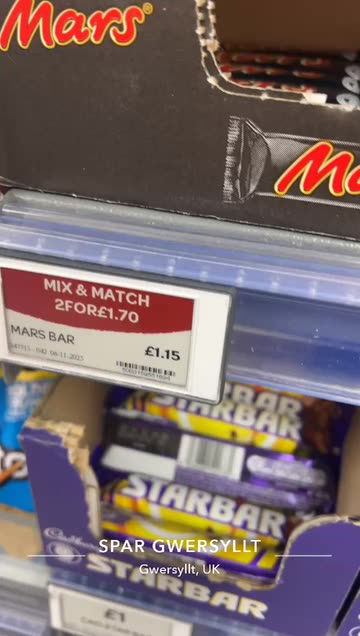 Mars
Ma
MIX & MATCH
2FOR£1.70
MARS BAR
£1.15
STARBAR
STARBAR
Cadbury
SPAR GWERSYLLT
Gwersyllt, UK
STARBAR
£1